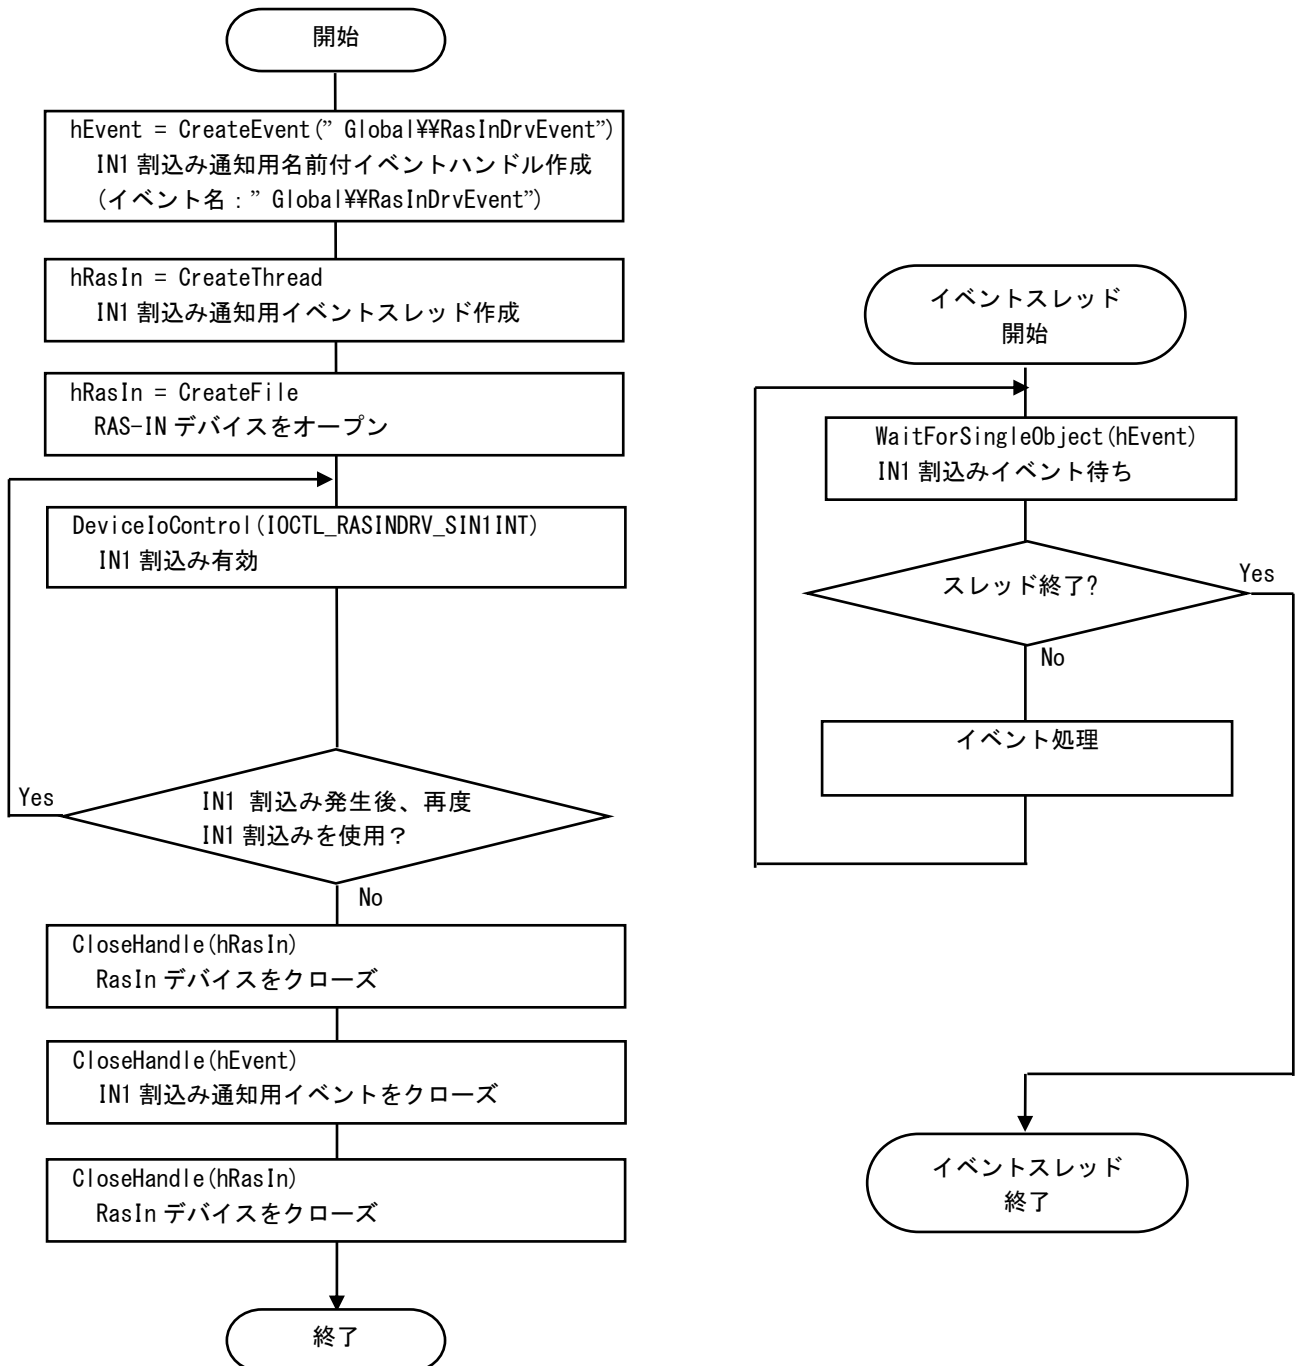 開始
hEvent = CreateEvent(” Global¥¥RasInDrvEvent”)
IN1 割込み通知用名前付イベントハンドル作成
(イベント名:” Global¥¥RasInDrvEvent”)
hRasIn = CreateThread
IN1 割込み通知用イベントスレッド作成
hRasIn = CreateFile
RAS-IN デバイスをオープン
DeviceIoControl(IOCTL_RASINDRV_SIN1INT)
IN1 割込み有効
Yes
IN1 割込み発生後、再度
IN1 割込みを使用?
No
CloseHandle(hRasIn)
RasIn デバイスをクローズ
CloseHandle(hEvent)
IN1 割込み通知用イベントをクローズ
CloseHandle(hRasIn)
RasIn デバイスをクローズ
終了
イベントスレッド
開始
WaitForSingleObject(hEvent)
IN1 割込みイベント待ち
スレッド終了?
Yes
No
イベント処理
イベントスレッド
終了